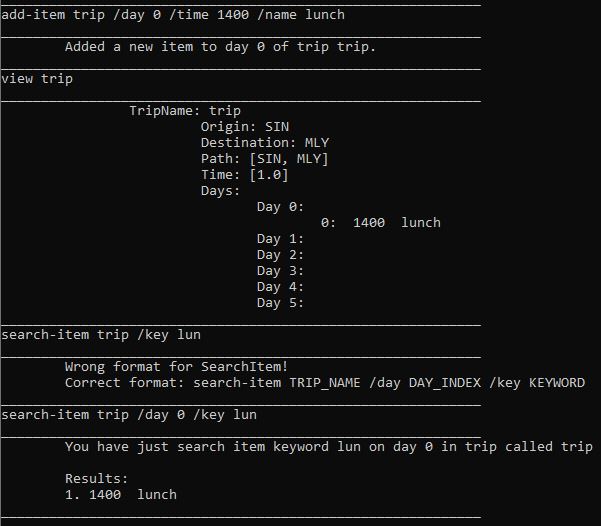 add-item trip /day 0 /time 1400 /name lunch
Added a new item to day 0 of trip trip.
view trip
TripName: trip
Origin: SIN
Destination: MLY
Path: [SIN, MLY]
Time: [1.0]
Days:
Day 0:
0:  1400  lunch
Day 1:
Day 2:
Day 3:
Day 4:
Day 5:
search-item trip /key lun
Wrong format for SearchItem!
Correct format: search-item TRIP_NAME /day DAY_INDEX /key KEYWORD
search-item trip /day 0 /key lun
You have just search item keyword lun on day 0 in trip called trip
Results:
1. 1400  lunch